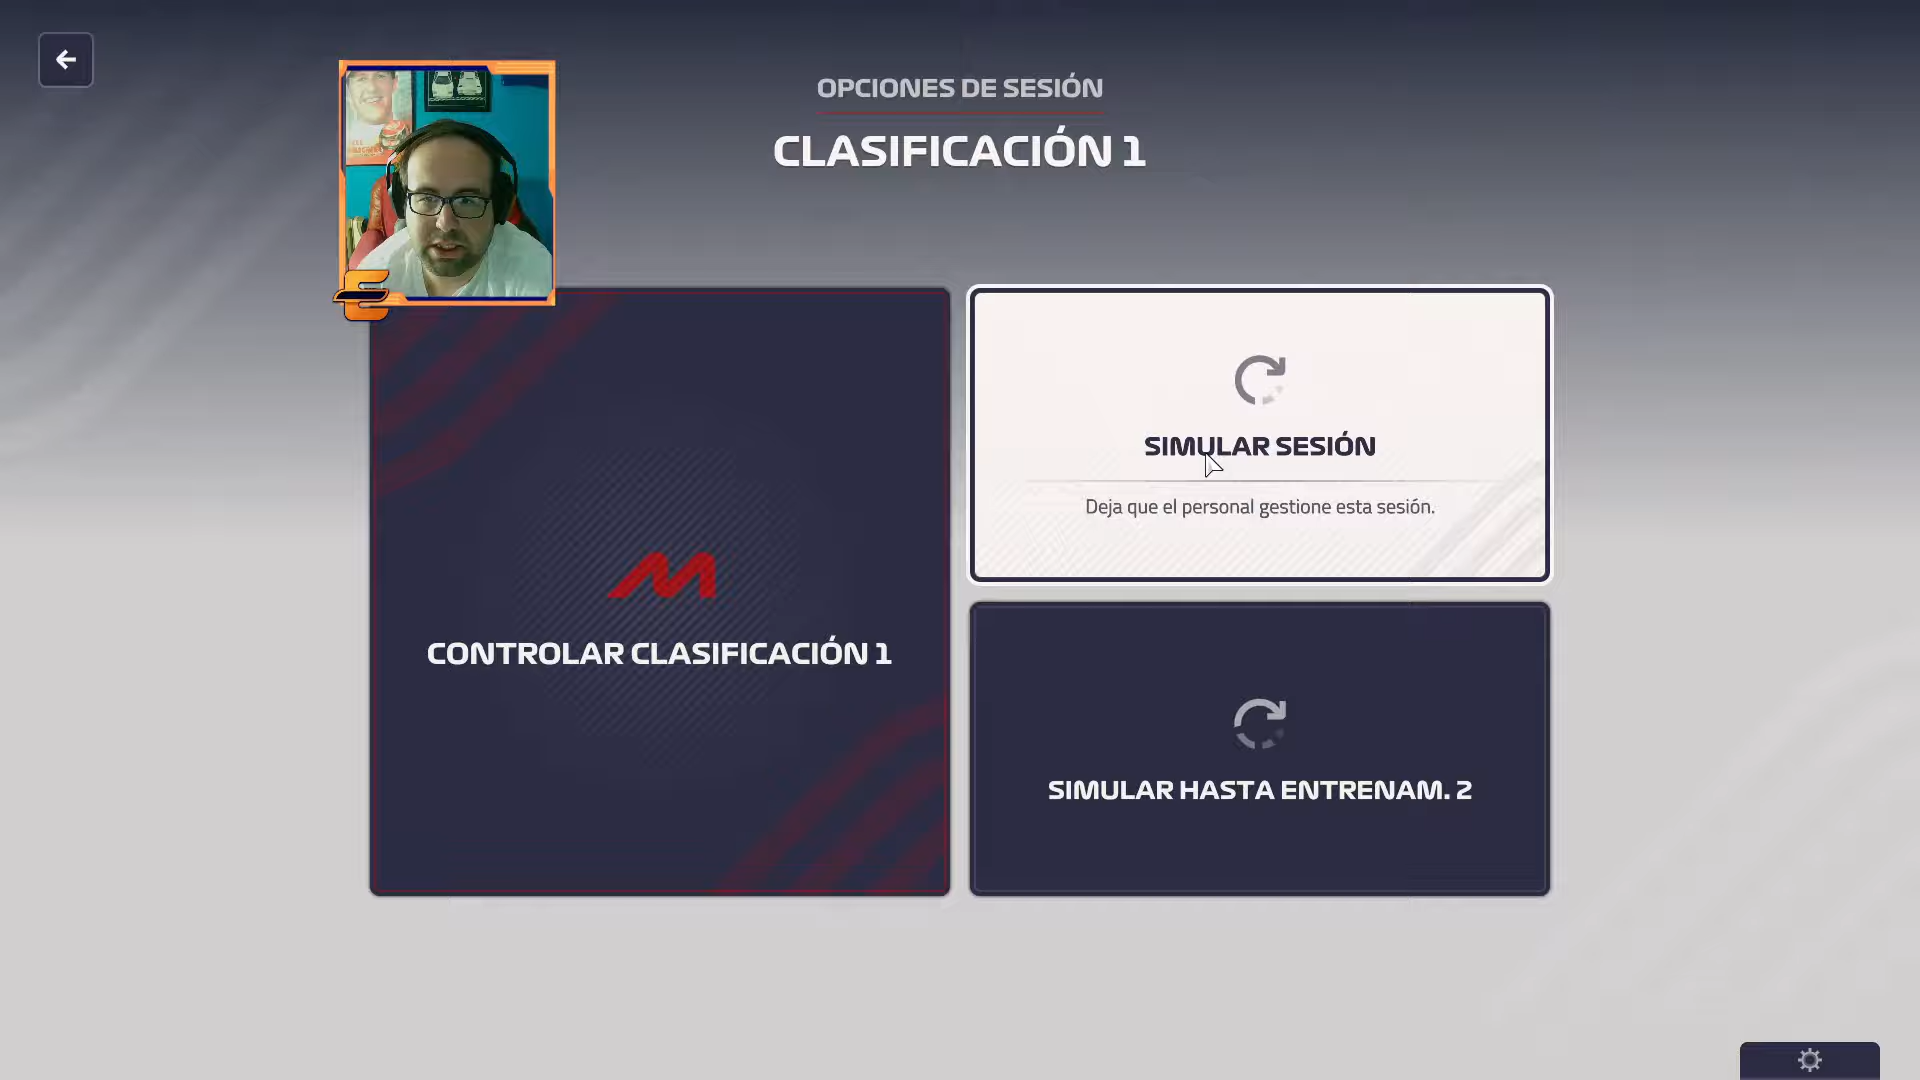 OPCIONES DE SESIÓN
CLASIFICACIÓN 1
SIMULAR SESIÓN
Deja que el personal gestione esta sesión.
CONTROLAR CLASIFICACIÓN 1
SIMULAR HASTA ENTRENAM. 2